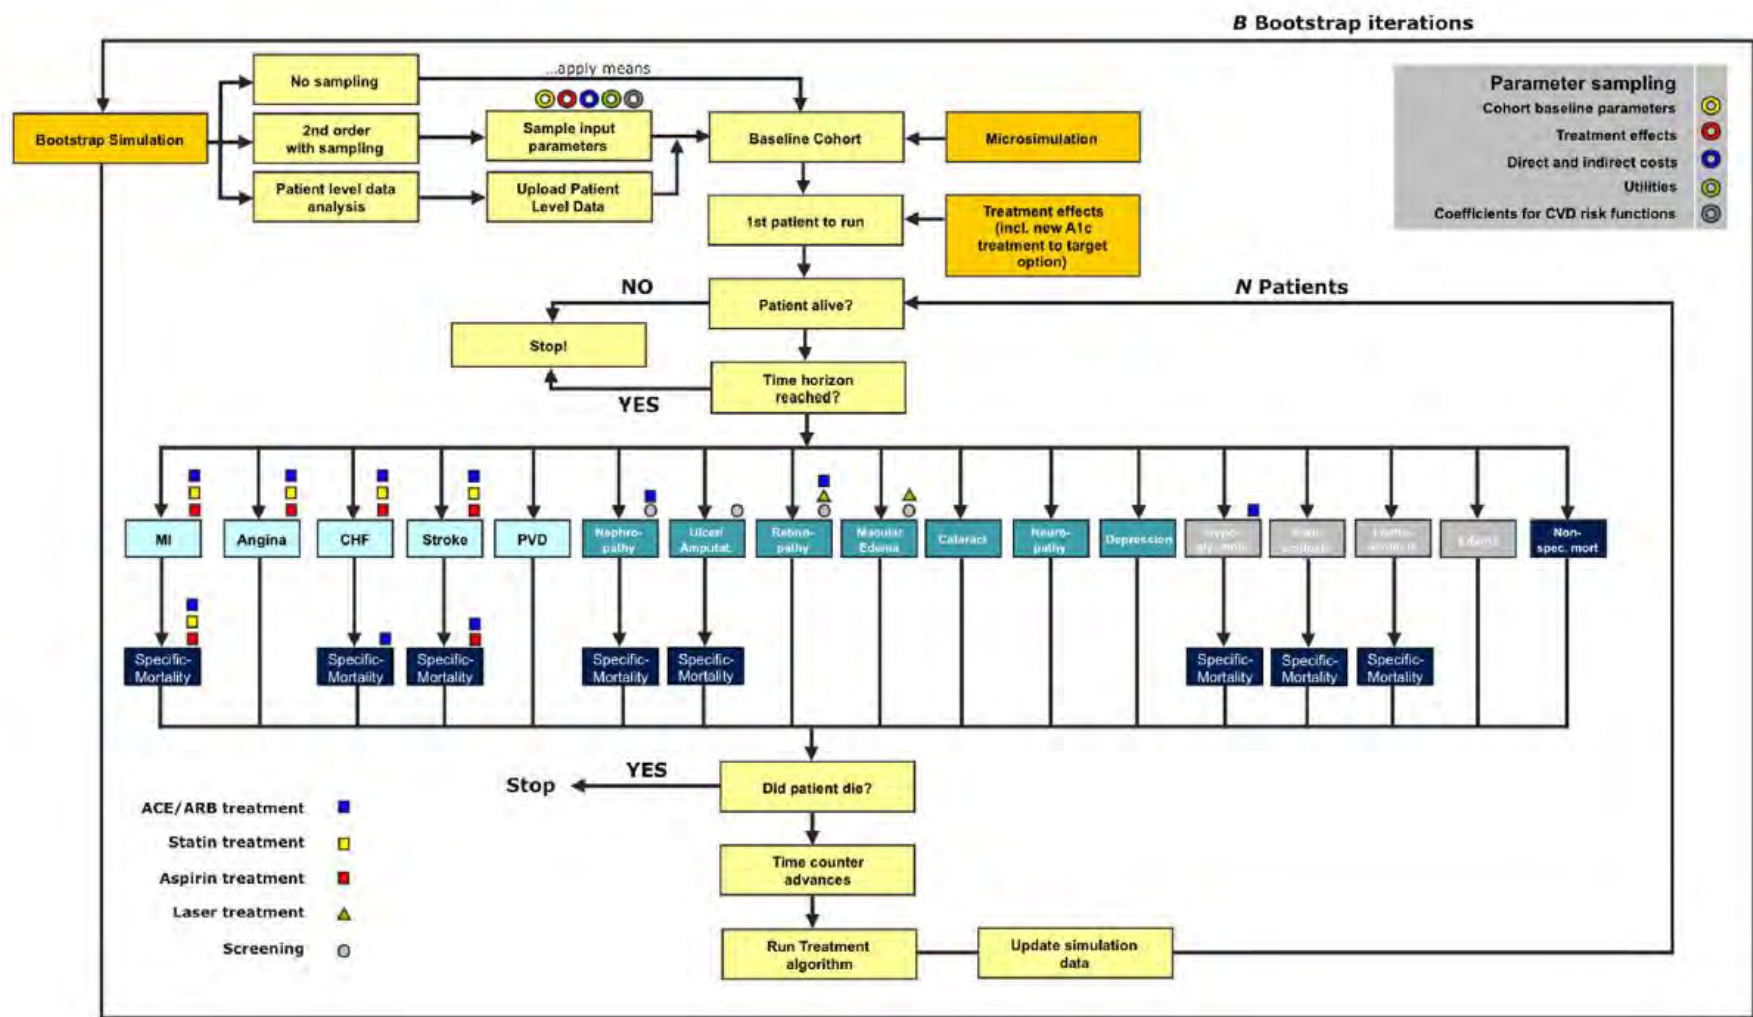 B Bootstrap iterations
No sampling
...apply means
Parameter sampling
Cohort baseline parameters
Treatment effects
Direct and indirect costs
Utilities
Coefficients for CVD risk functions
Bootstrap Simulation
2nd order
with sampling
Sample input
parameters
Baseline Cohort
Microsimulation
Patient level data
analysis
Upload Patient
Level Data
1st patient to run
Treatment effects
(incl. new A1c
treatment to target
option)
NO
Patient alive?
N Patients
Stop!
Time horizon
reached?
YES
MI
Angina
CHF
Stroke
PVD
Nephro-
pathy
Ulcer/
Amputat.
Retino-
pathy
Macular
Edema
Cataract
Neuro-
pathy
Depression
Edema
Non-
spec. mort
Specific-
Mortality
Specific-
Mortality
Specific-
Mortality
Specific-
Mortality
Specific-
Mortality
Specific-
Mortality
Specific-
Mortality
Specific-
Mortality
Stop
YES
Did patient die?
ACE/ARB treatment
Statin treatment
Aspirin treatment
Laser treatment
Screening
Time counter
advances
Run Treatment
algorithm
Update simulation
data